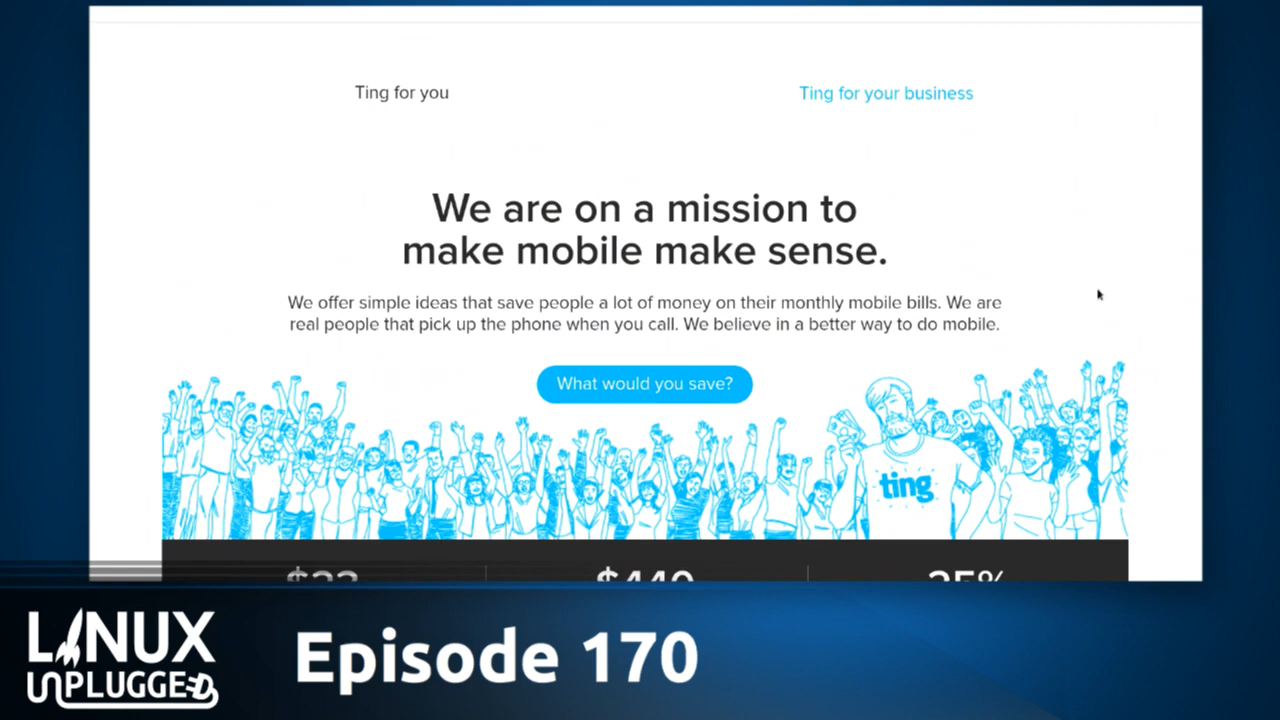 Ting for you
Ting for your business
We are on a mission to
make mobile make sense.
We offer simple ideas that save people a lot of money on their monthly mobile bills. We are
real people that pick up the phone when you call. We believe in a better way to do mobile.
What would you save?
ting
LINUX
UNPLUGGED
Episode 170